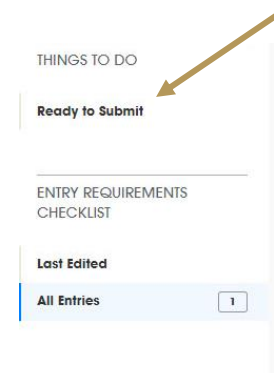 THINGS TO DO
Ready to Submit
ENTRY REQUIREMENTS
CHECKLIST
Last Edited
All Entries 1